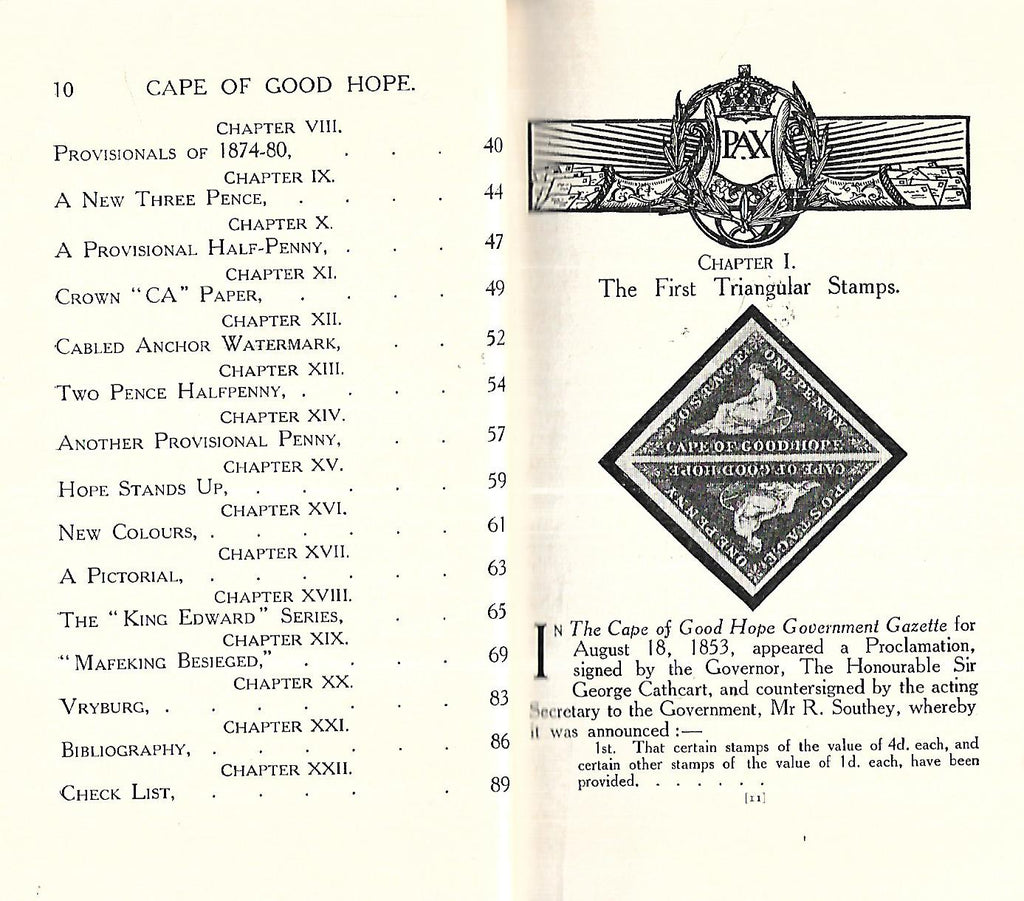 10 CAPE OF GOOD HOPE.
CHAPTER VIII.
PROVISIONALS OF 1874-80, . . . 40
CHAPTER IX.
A NEW THREE PENCE, . . . . 44
CHAPTER X.
A PROVISIONAL HALF-PENNY, . . . 47
CHAPTER XI.
CROWN "CA" PAPER, . . . . 49
CHAPTER XII.
CABLED ANCHOR WATERMARK, . . 52
CHAPTER XIII.
TWO PENCE HALFPENNY, . . . . 54
CHAPTER XIV.
ANOTHER PROVISIONAL PENNY, . . 57
CHAPTER XV.
HOPE STANDS UP, . . . . . 59
CHAPTER XVI.
NEW COLOURS, . . . . . . 61
CHAPTER XVII.
A PICTORIAL, . . . . . . 63
CHAPTER XVIII.
THE "KING EDWARD" SERIES, . . 65
CHAPTER XIX.
"MAFEKING BESIEGED," . . . . 69
CHAPTER XX.
VRYBURG, . . . . . . . 83
CHAPTER XXI.
BIBLIOGRAPHY, . . . . . . 86
CHAPTER XXII.
CHECK LIST, . . . . . 89
PAX
CHAPTER I.
The First Triangular Stamps.
POSTAGE ONE PENNY
CAPE OF GOOD HOPE
CAPE OF GOOD HOPE
ONE PENNY POSTAGE
IN The Cape of Good Hope Government Gazette for
August 18, 1853, appeared a Proclamation,
signed by the Governor, The Honourable Sir
George Cathcart, and countersigned by the acting
Secretary to the Government, Mr R. Southey, whereby
it was announced :—
1st. That certain stamps of the value of 4d. each, and
certain other stamps of the value of 1d. each, have been
provided. . . . . . .
[11]